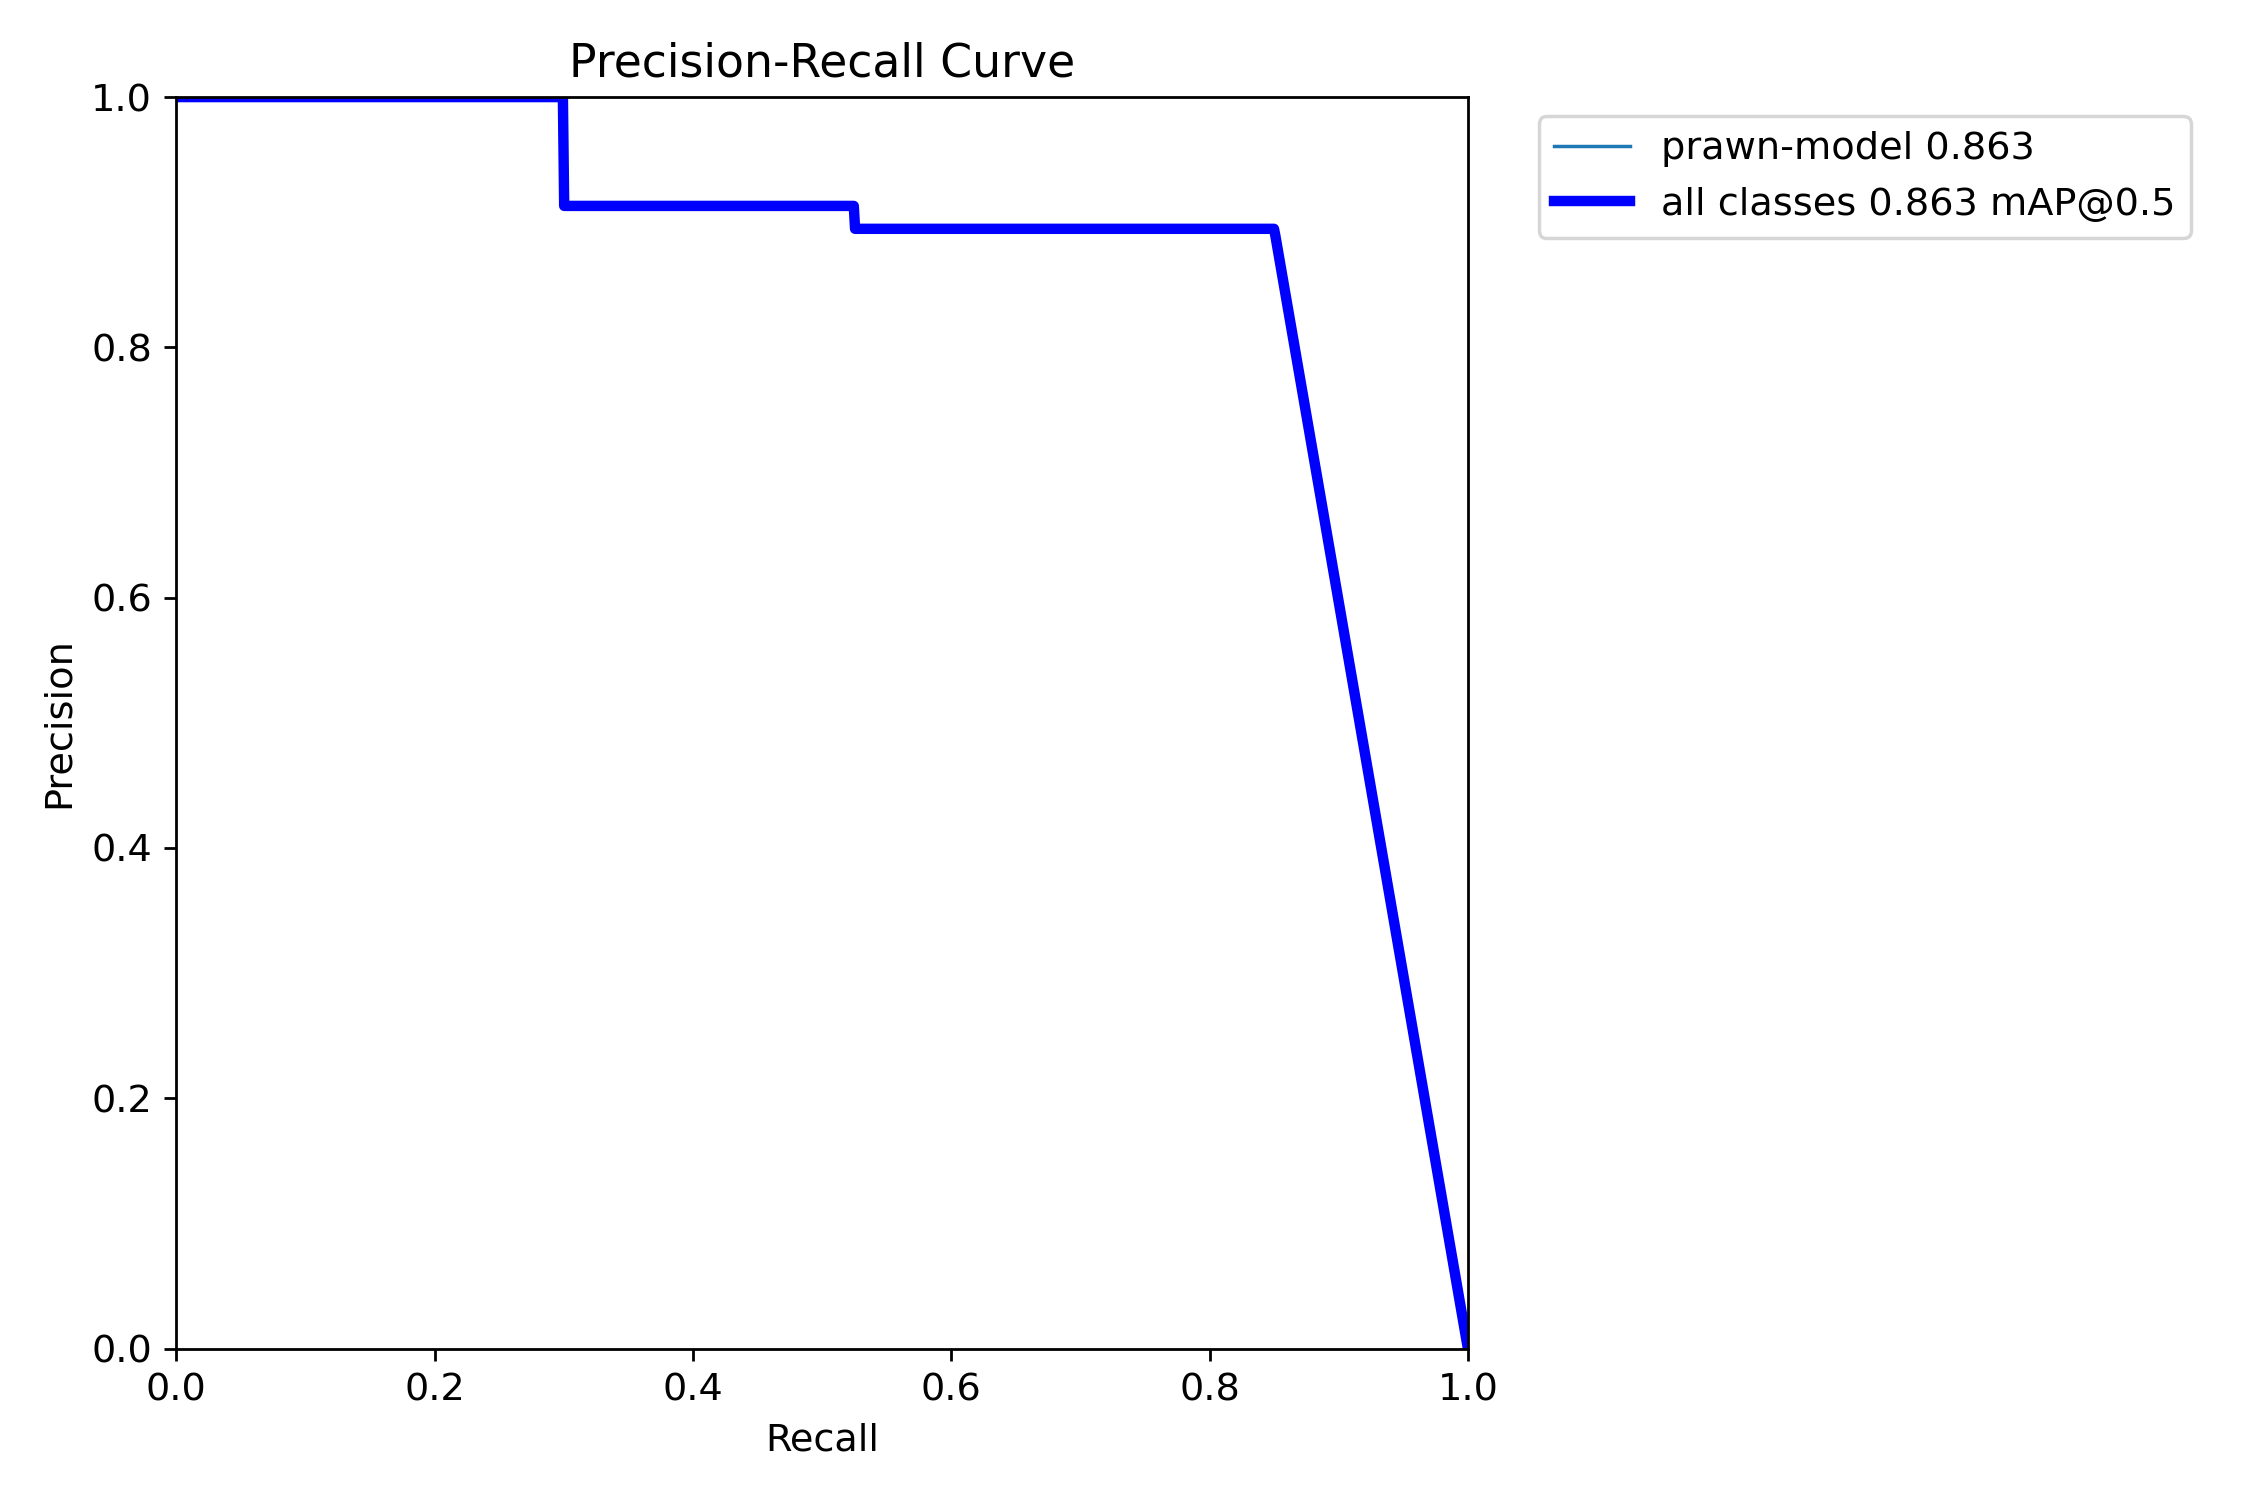 Precision-Recall Curve
1.0
0.8
0.6
0.4
0.2
0.0
Precision
0.0 0.2 0.4 0.6 0.8 1.0
Recall
prawn-model 0.863
all classes 0.863 mAP@0.5